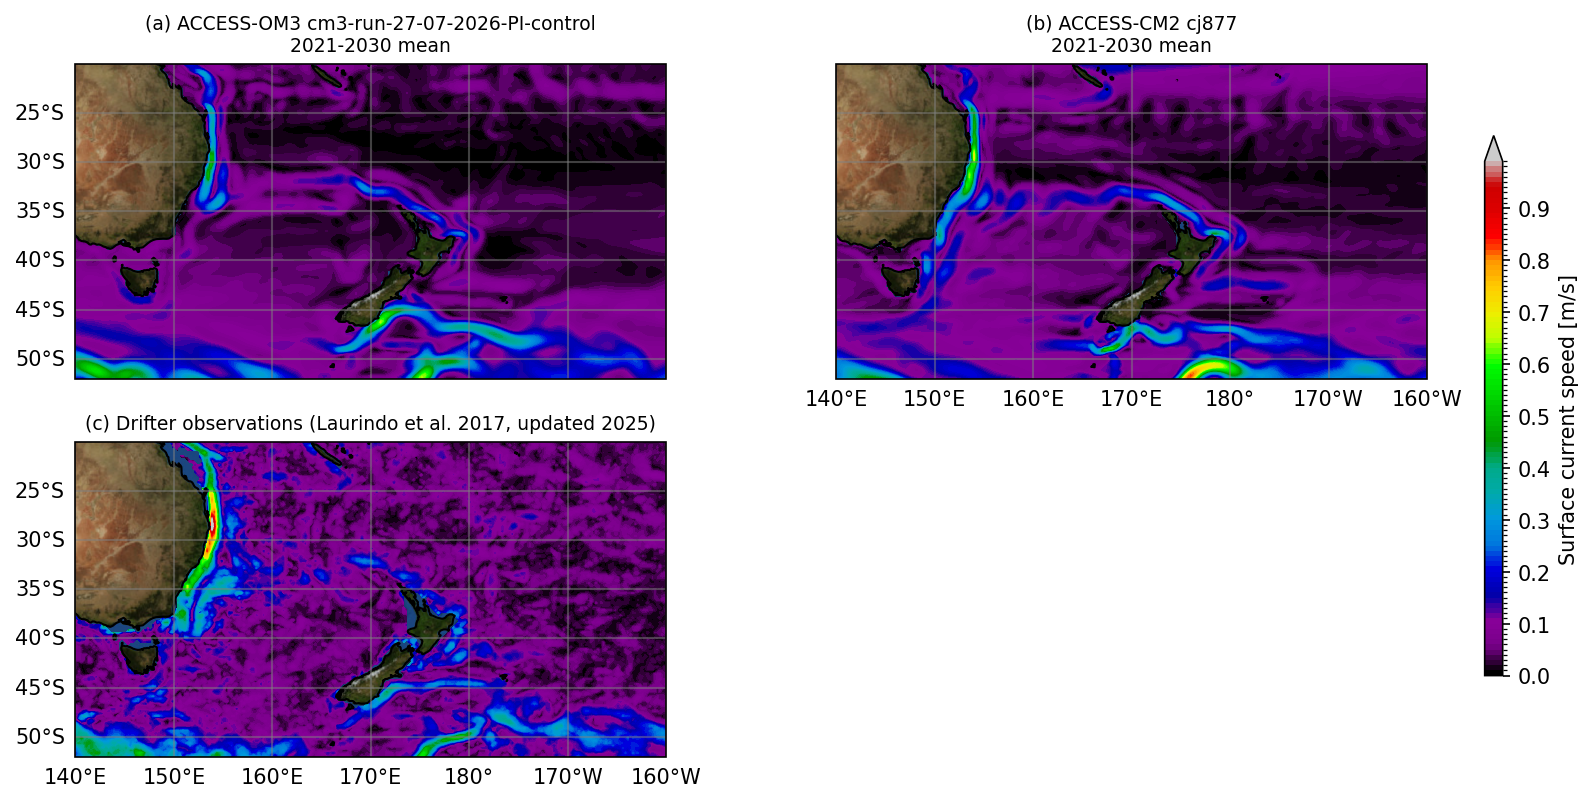 (a) ACCESS-OM3 cm3-run-27-07-2026-PI-control
2021-2030 mean
(b) ACCESS-CM2 cj877
2021-2030 mean
25°S
30°S
35°S
40°S
45°S
50°S
140°E 150°E 160°E 170°E 180° 170°W 160°W
(c) Drifter observations (Laurindo et al. 2017, updated 2025)
25°S
30°S
35°S
40°S
45°S
50°S
140°E 150°E 160°E 170°E 180° 170°W 160°W
0.9
0.8
0.7
0.6
0.5
0.4
0.3
0.2
0.1
0.0
Surface current speed [m/s]